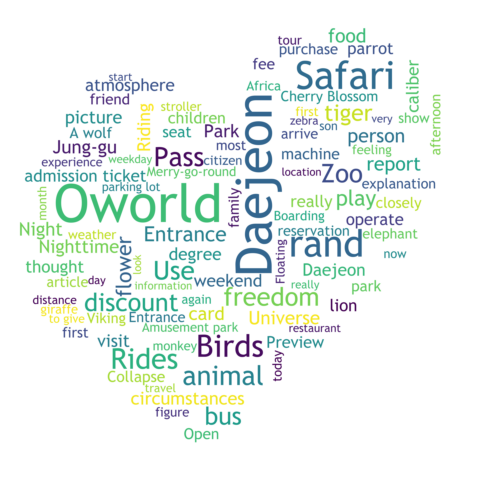 tour
food
purchase
parrot
start
atmosphere
fee
Safari
Africa
friend
stroller
Cherry Blossom
caliber
picture
Riding
children
first
tiger
very
show
afternoon
A wolf
seat
Park
Daejeon
zebra
son
person
Jung-gu
Pass
most
arrive
machine
feeling
report
experience
weekday
citizen
Zoo
explanation
admission ticket
Merry-go-round
location
closely
month
parking lot
Oworld
family
really
play
reservation
Boarding
operate
Night
weather
Entrance
rand
elephant
Nighttime
flower
degree
Floating
Daejeon
now
thought
look
Use
weekend
park
article
day
information
again
really
distance
discount
freedom
lion
giraffe
to give
Viking
Entrance
card
Universe
restaurant
first
visit
Amusement park
Birds
Preview
Rides
monkey
today
Collapse
animal
travel
circumstances
figure
bus
Open